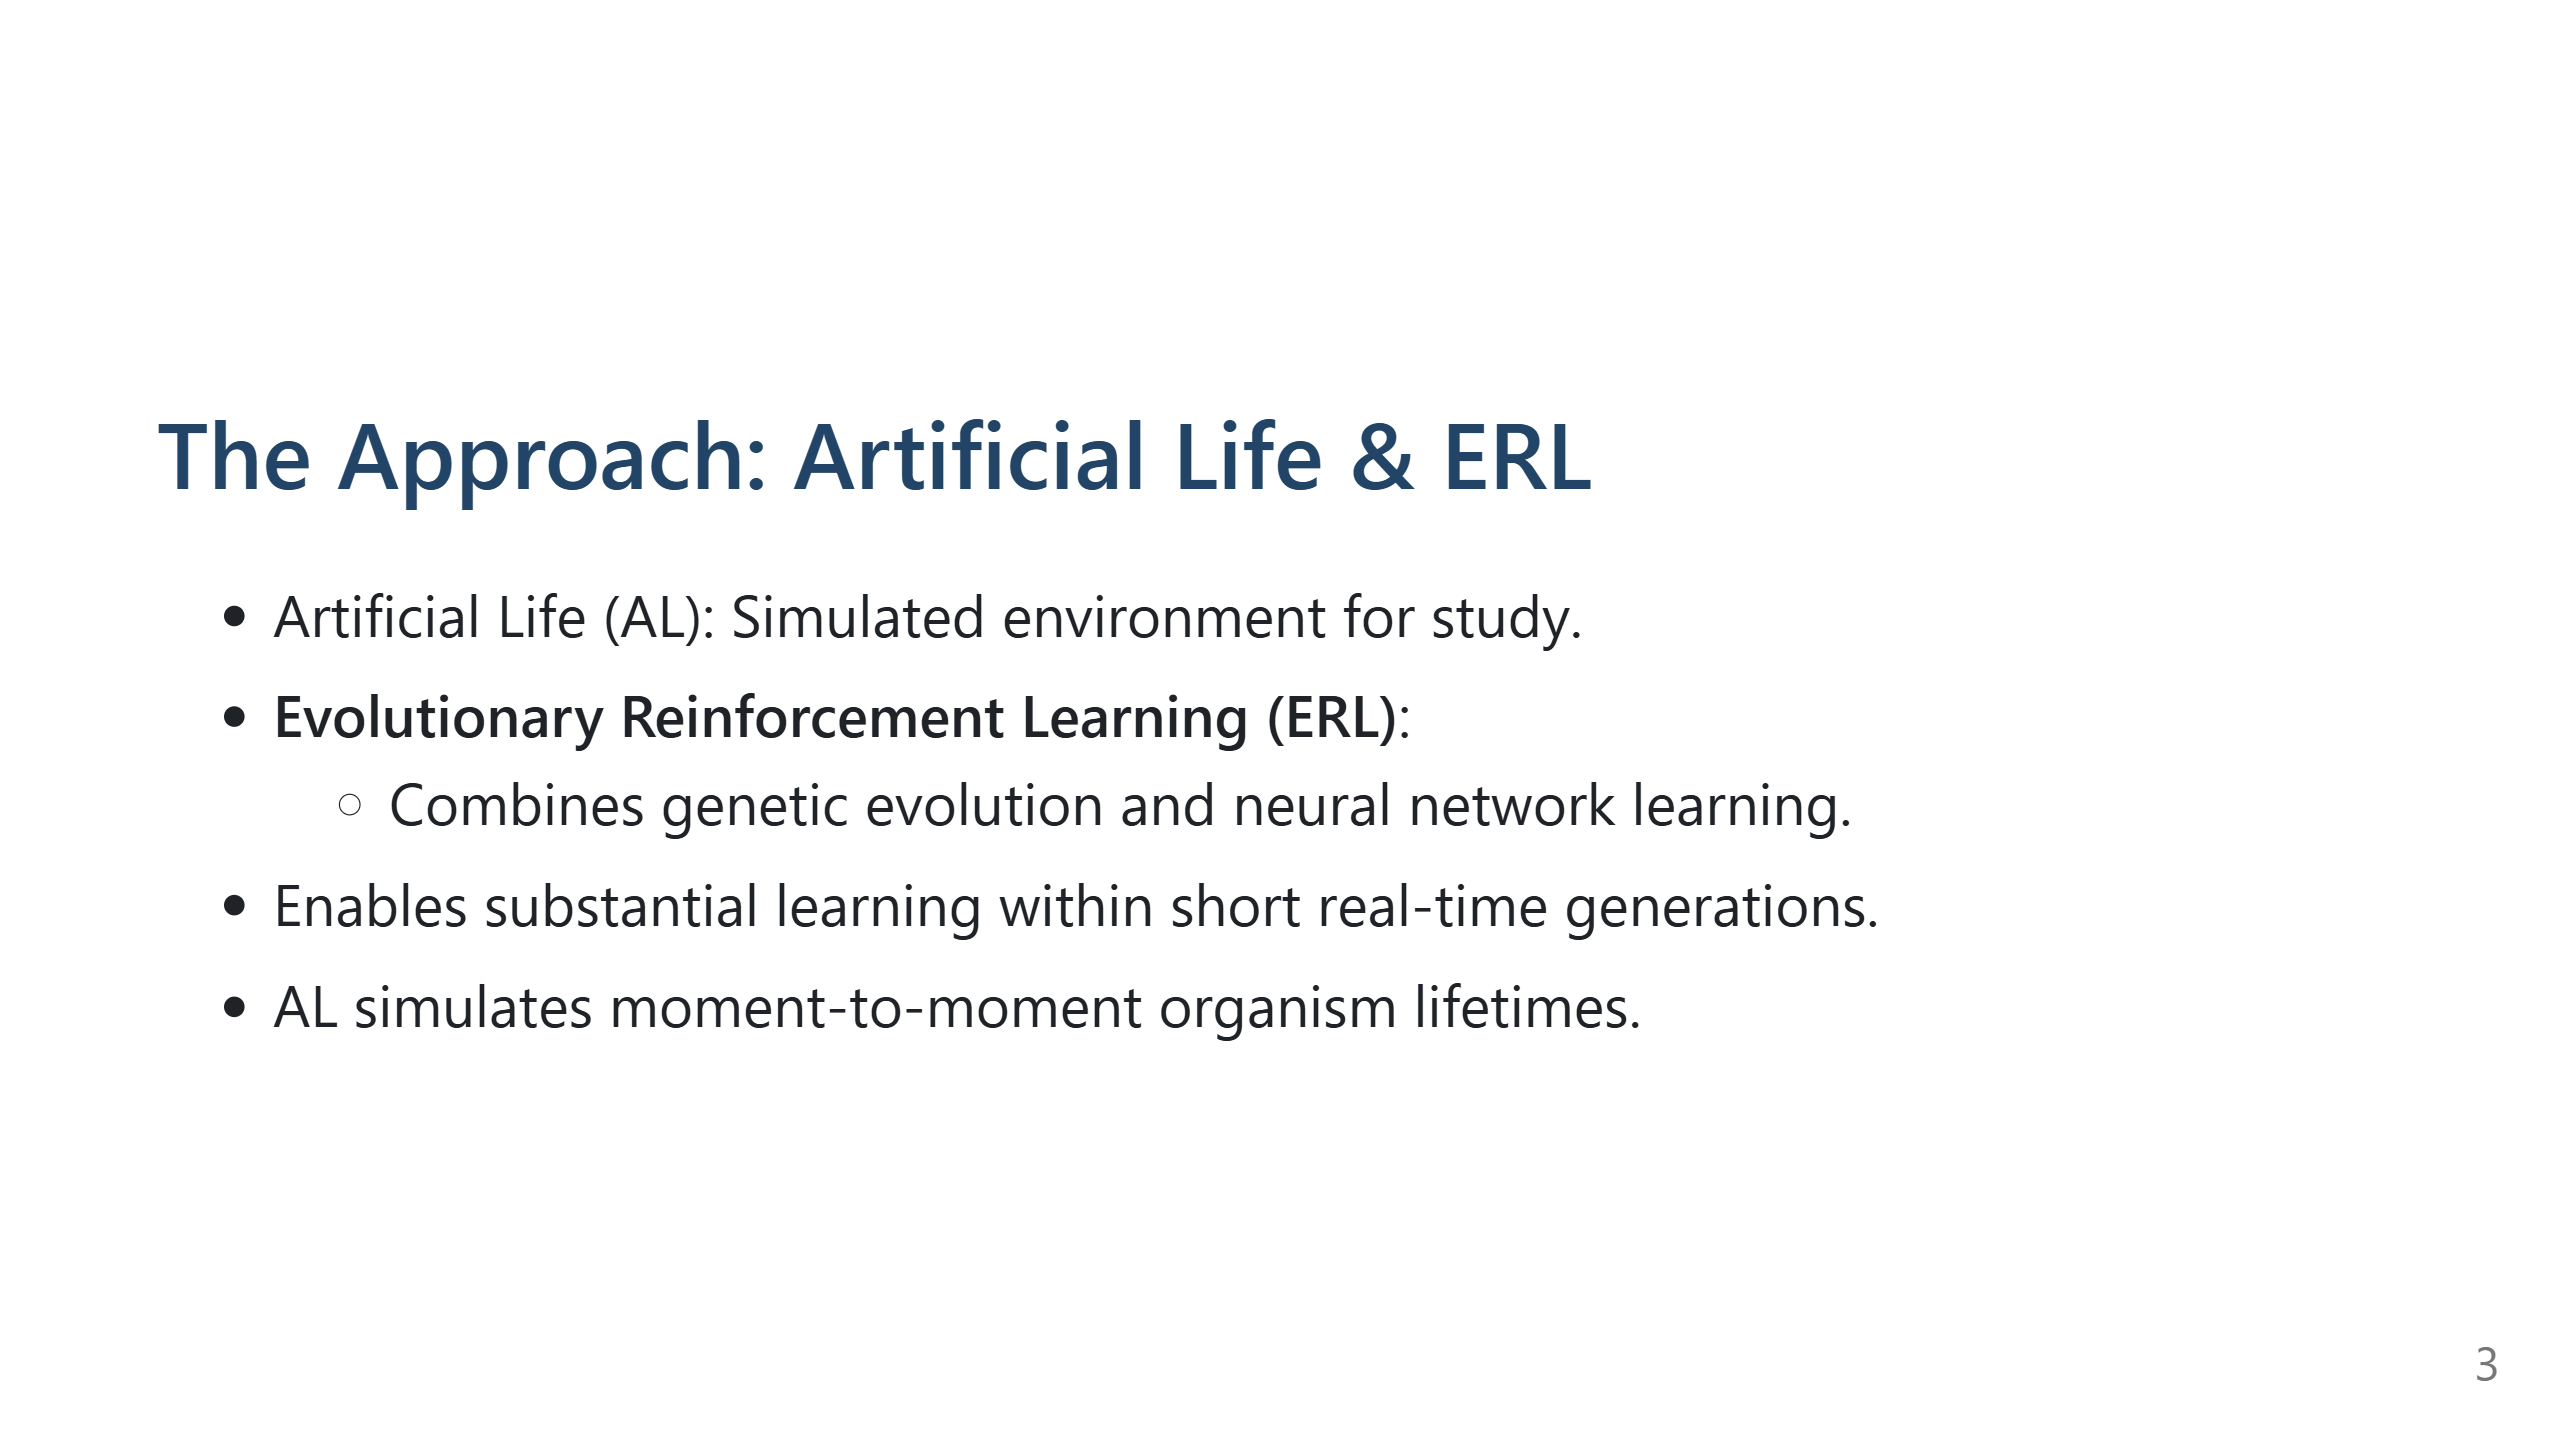 The Approach: Artificial Life & ERL
• Artificial Life (AL): Simulated environment for study.
• Evolutionary Reinforcement Learning (ERL):
○ Combines genetic evolution and neural network learning.
• Enables substantial learning within short real-time generations.
• AL simulates moment-to-moment organism lifetimes.
3